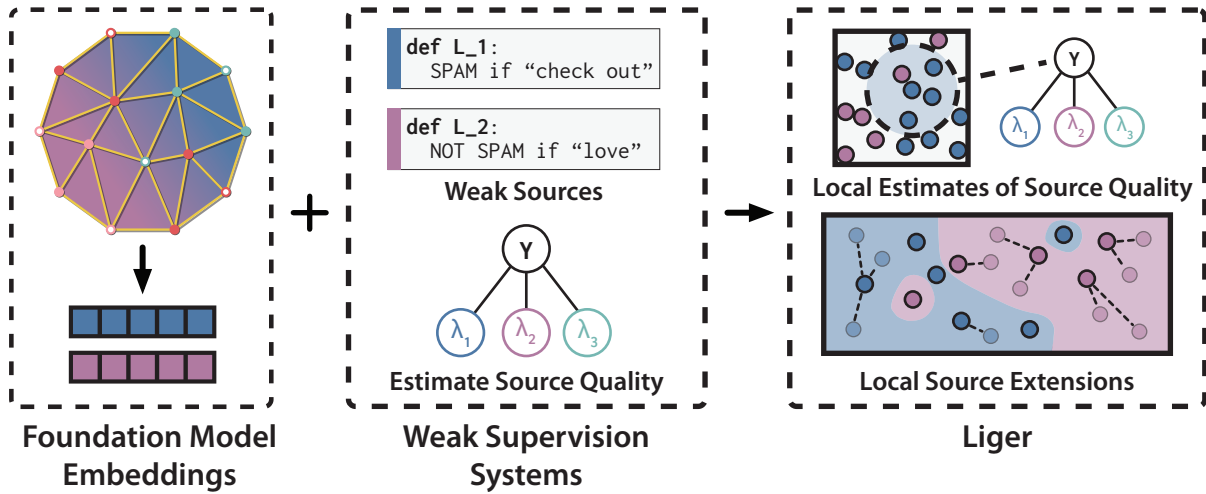 def L_1:
SPAM if “check out”
def L_2:
NOT SPAM if “love”
Weak Sources
Y
λ1 λ2 λ3
Estimate Source Quality
Y
λ1 λ2 λ3
Local Estimates of Source Quality
Local Source Extensions
+
Foundation Model
Embeddings
Weak Supervision
Systems
Liger